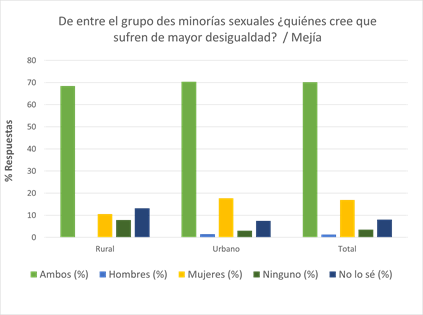 De entre el grupo des minorías sexuales ¿quiénes cree que
sufren de mayor desigualdad? / Mejía
% Respuestas
80
70
60
50
40
30
20
10
0
Rural Urbano Total
Ambos (%) Hombres (%) Mujeres (%) Ninguno (%) No lo sé (%)